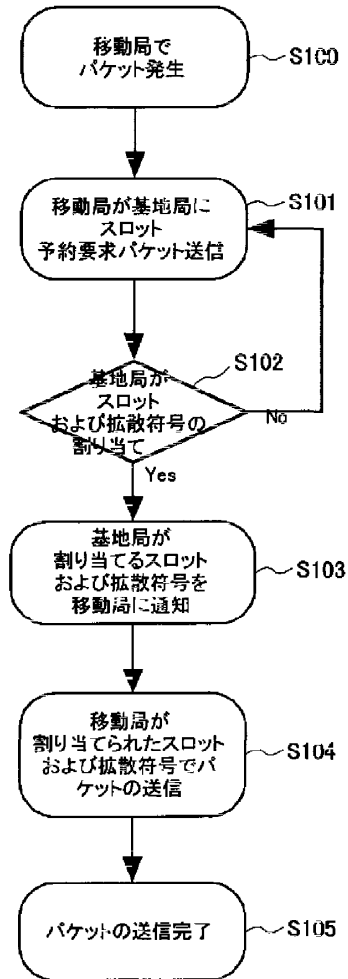 移動局で
パケット発生
S100
移動局が基地局に
スロット
予約要求パケット送信
S101
基地局が
スロット
および拡散符号の
割り当て
S102
No
Yes
基地局が
割り当てるスロット
および拡散符号を
移動局に通知
S103
移動局が
割り当てられたスロット
および拡散符号でパ
ケットの送信
S104
パケットの送信完了
S105